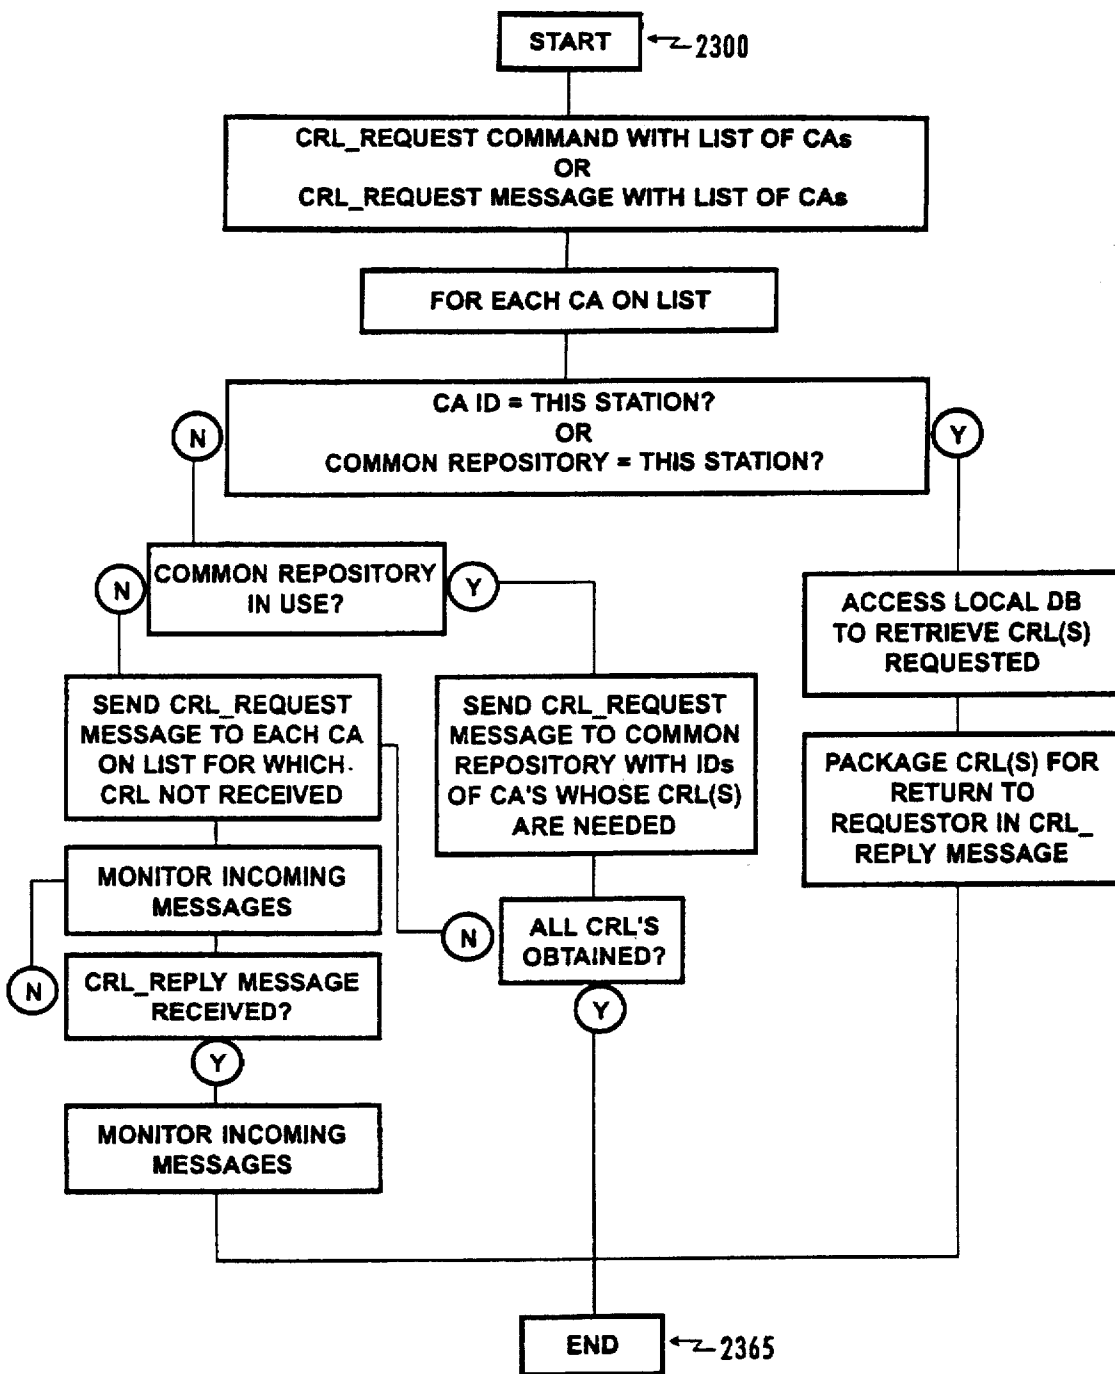 START
2300
CRL_REQUEST COMMAND WITH LIST OF CAs
OR
CRL_REQUEST MESSAGE WITH LIST OF CAs
FOR EACH CA ON LIST
CA ID = THIS STATION?
OR
COMMON REPOSITORY = THIS STATION?
N
Y
COMMON REPOSITORY
IN USE?
N
Y
ACCESS LOCAL DB
TO RETRIEVE CRL(S)
REQUESTED
SEND CRL_REQUEST
MESSAGE TO EACH CA
ON LIST FOR WHICH
CRL NOT RECEIVED
SEND CRL_REQUEST
MESSAGE TO COMMON
REPOSITORY WITH IDs
OF CA'S WHOSE CRL(S)
ARE NEEDED
PACKAGE CRL(S) FOR
RETURN TO
REQUESTOR IN CRL_
REPLY MESSAGE
MONITOR INCOMING
MESSAGES
N
ALL CRL'S
OBTAINED?
Y
N
CRL_REPLY MESSAGE
RECEIVED?
Y
MONITOR INCOMING
MESSAGES
END
2365